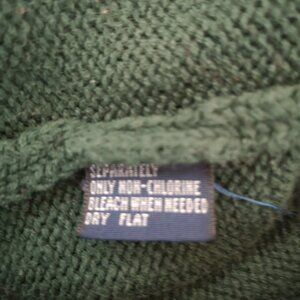 SEPARATELY
ONLY NON-CHLORINE
BLEACH WHEN NEEDED
DRY FLAT